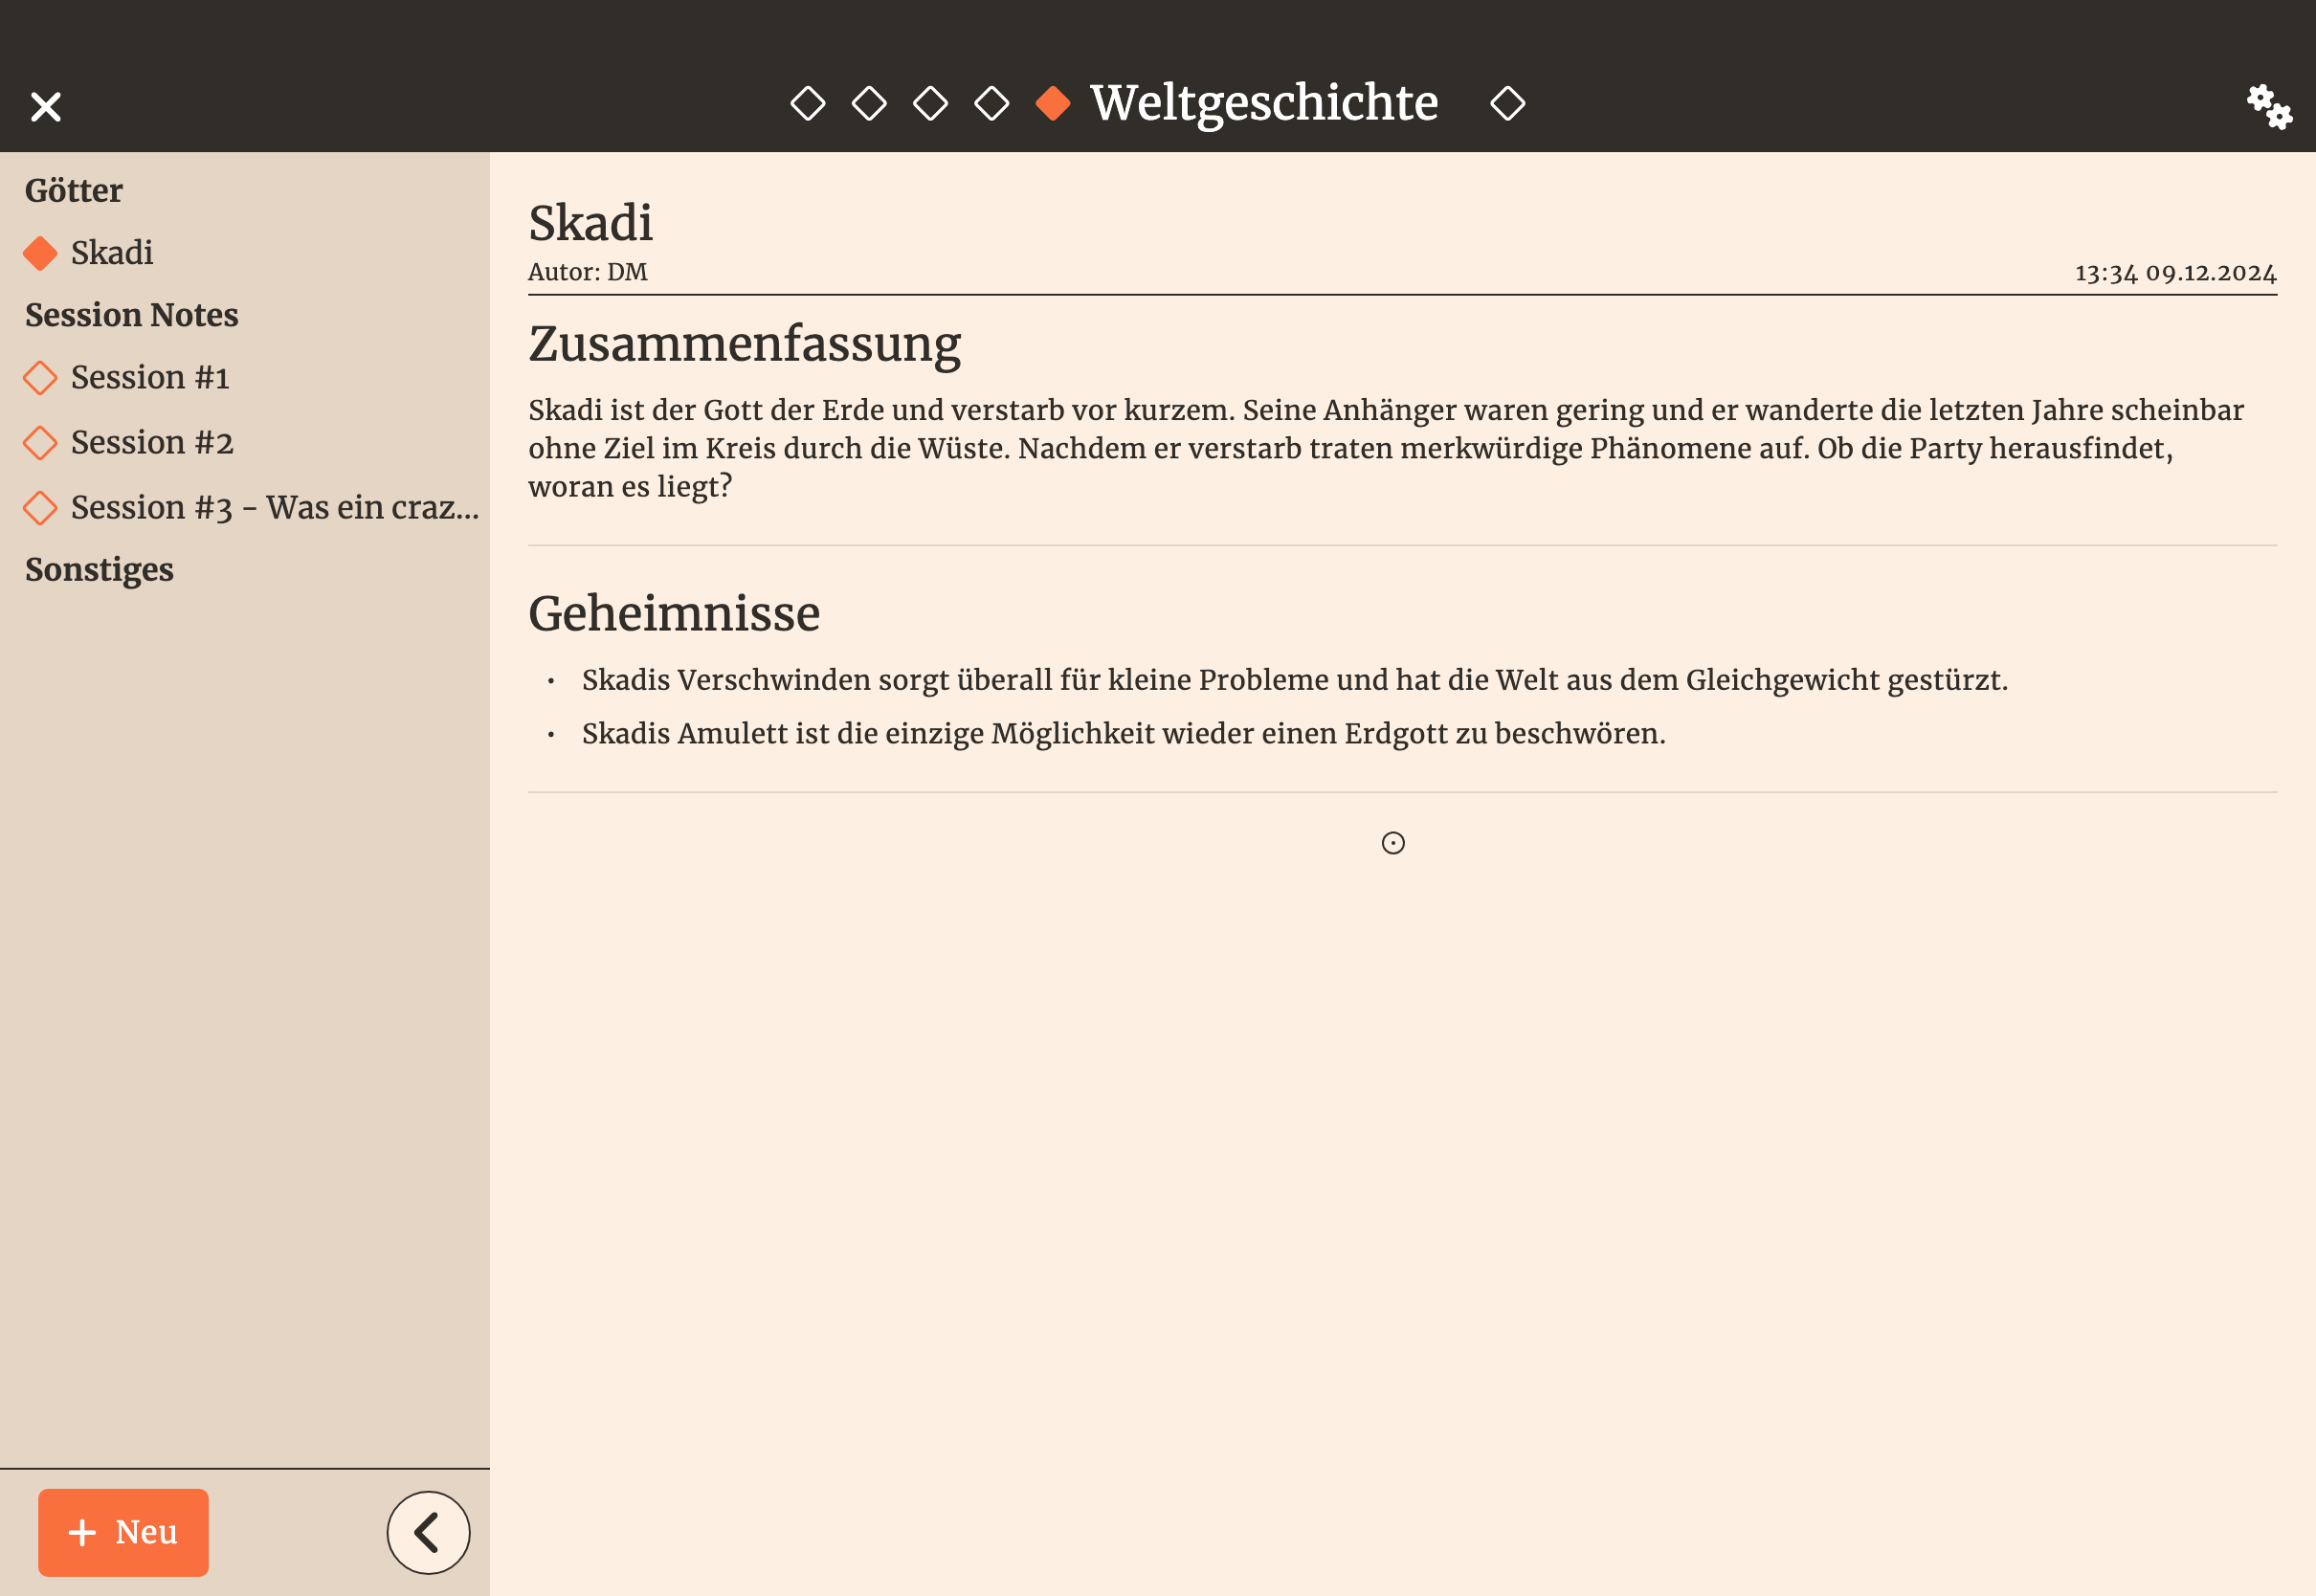 Weltgeschichte
Götter
Skadi
Session Notes
Session #1
Session #2
Session #3 - Was ein craz...
Sonstiges
+ Neu
Skadi
Autor: DM
13:34 09.12.2024
Zusammenfassung
Skadi ist der Gott der Erde und verstarb vor kurzem. Seine Anhänger waren gering und er wanderte die letzten Jahre scheinbar
ohne Ziel im Kreis durch die Wüste. Nachdem er verstarb traten merkwürdige Phänomene auf. Ob die Party herausfindet,
woran es liegt?
Geheimnisse
• Skadis Verschwinden sorgt überall für kleine Probleme und hat die Welt aus dem Gleichgewicht gestürzt.
• Skadis Amulett ist die einzige Möglichkeit wieder einen Erdgott zu beschwören.